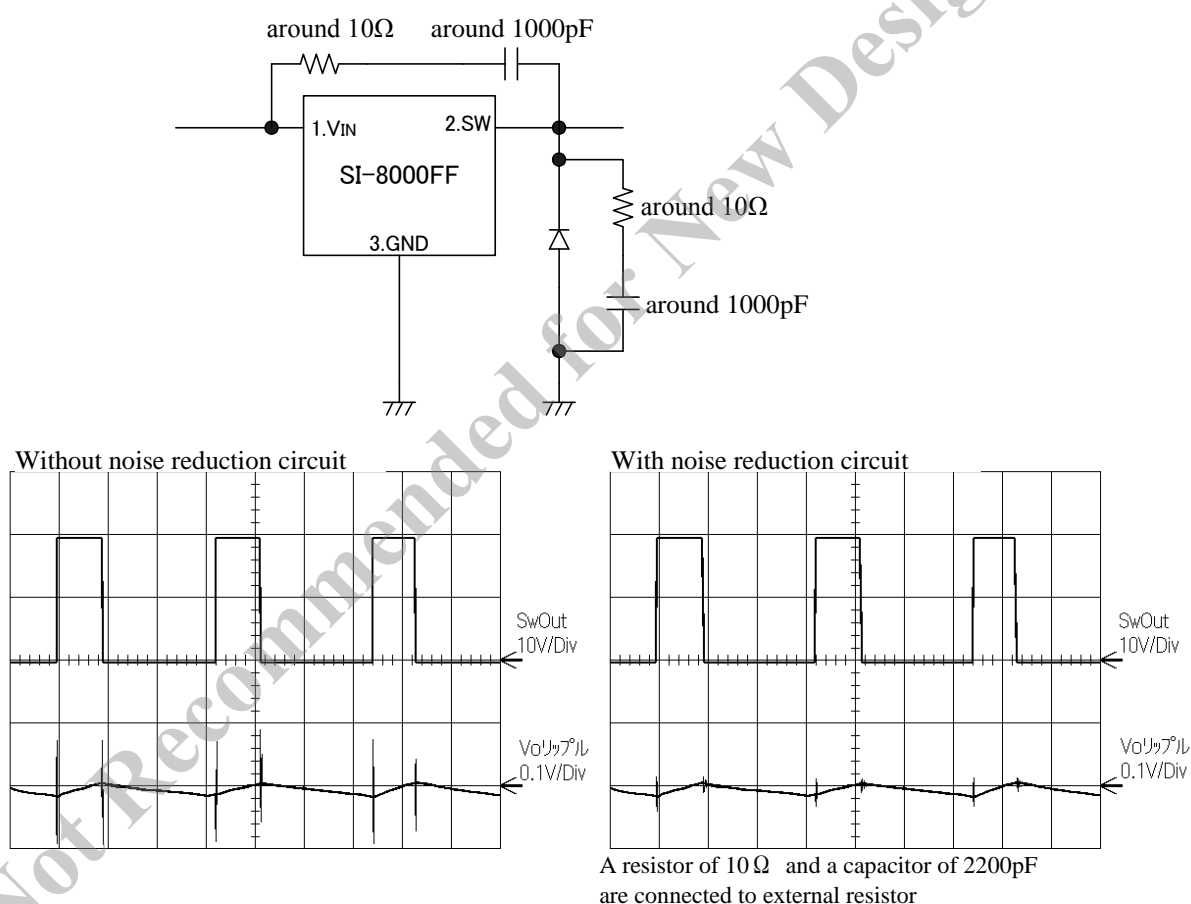 around 10Ω around 1000pF
1.VIN
2.SW
SI-8000FF
around 10Ω
3.GND
around 1000pF
Without noise reduction circuit
SwOut
10V/Div
Voリップル
0.1V/Div
With noise reduction circuit
SwOut
10V/Div
Voリップル
0.1V/Div
A resistor of 10Ω and a capacitor of 2200pF
are connected to external resistor
Not Recommended for New Desig